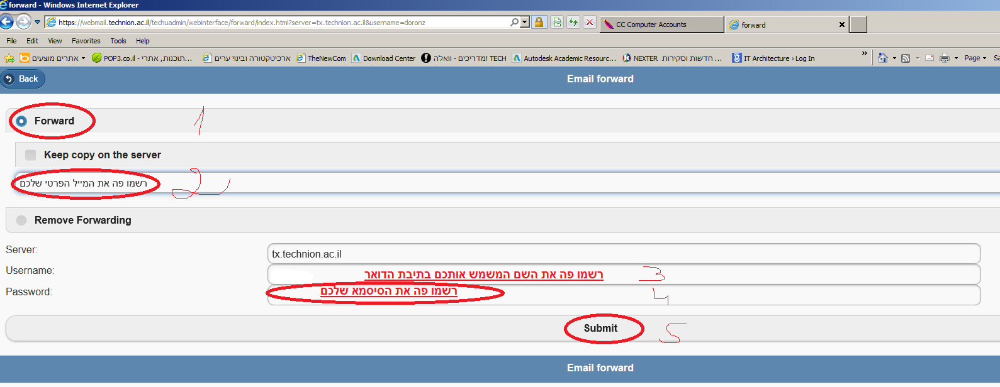 forward - Windows Internet Explorer
https://webmail.technion.ac.il/techuadmin/webinterface/forward/index.html?server=tx.technion.ac.il&username=doronz
CC Computer Accounts
forward
File Edit View Favorites Tools Help
אתרים מוצעים
POP3.co.il - תוכנות, אתרי...
ארכיטקטורה ובינוי ערים
TheNewCom
Download Center
מדריכים - וואלה! TECH
Autodesk Academic Resourc...
NEXTER חדשות וסקירות ...
IT Architecture › Log In
»
Page
Sa
Back
Email forward
Forward
1
Keep copy on the server
רשמו פה את המייל הפרטי שלכם
2
Remove Forwarding
Server:
tx.technion.ac.il
Username:
רשמו פה את השם המשמש אותכם בתיבת הדואר
3
Password:
רשמו פה את הסיסמא שלכם
4
Submit
5
Email forward